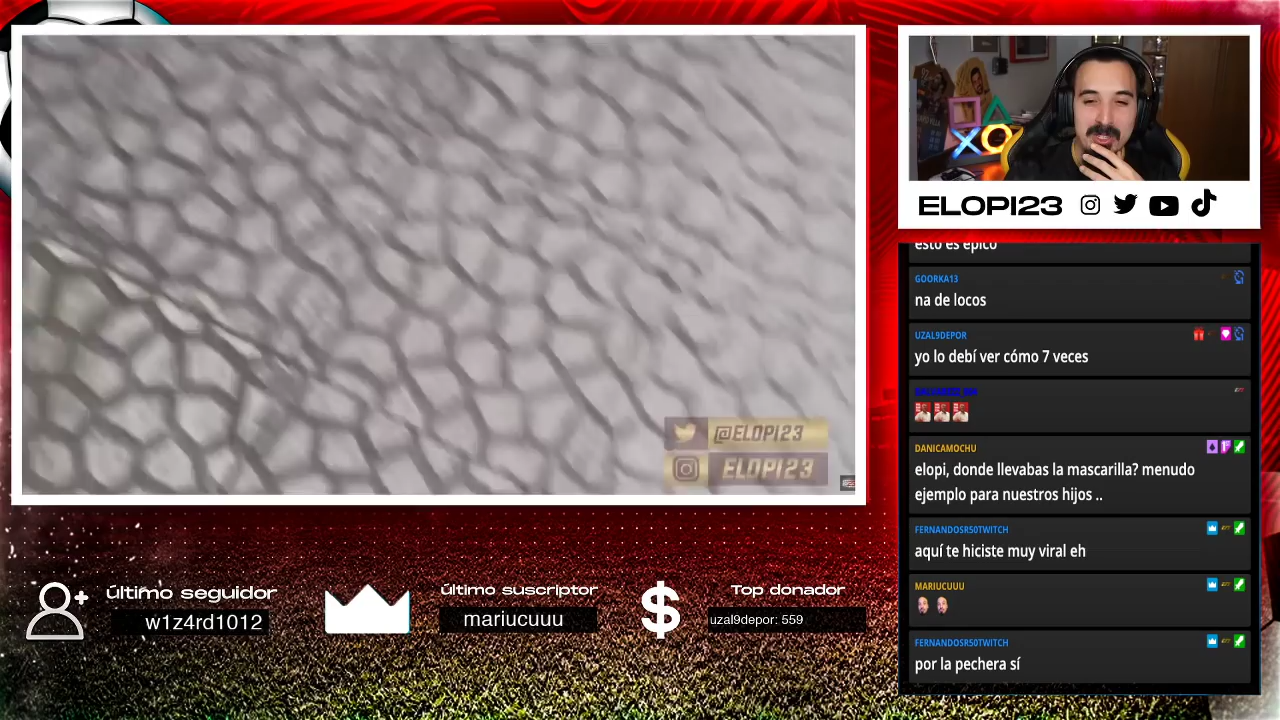 @ELOPI23
ELOPI23
ELOPI23
esto es épico
GOORKA13
na de locos
UZAL9DEPOR
yo lo debí ver cómo 7 veces
DANICAMOCHU
elopi, donde llevabas la mascarilla? menudo
ejemplo para nuestros hijos ..
FERNANDOSR50TWITCH
aquí te hiciste muy viral eh
MARIUCUUU
FERNANDOSR50TWITCH
por la pechera sí
último seguidor
w1z4rd1012
último suscriptor
mariucuuu
Top donador
uzal9depor: 559